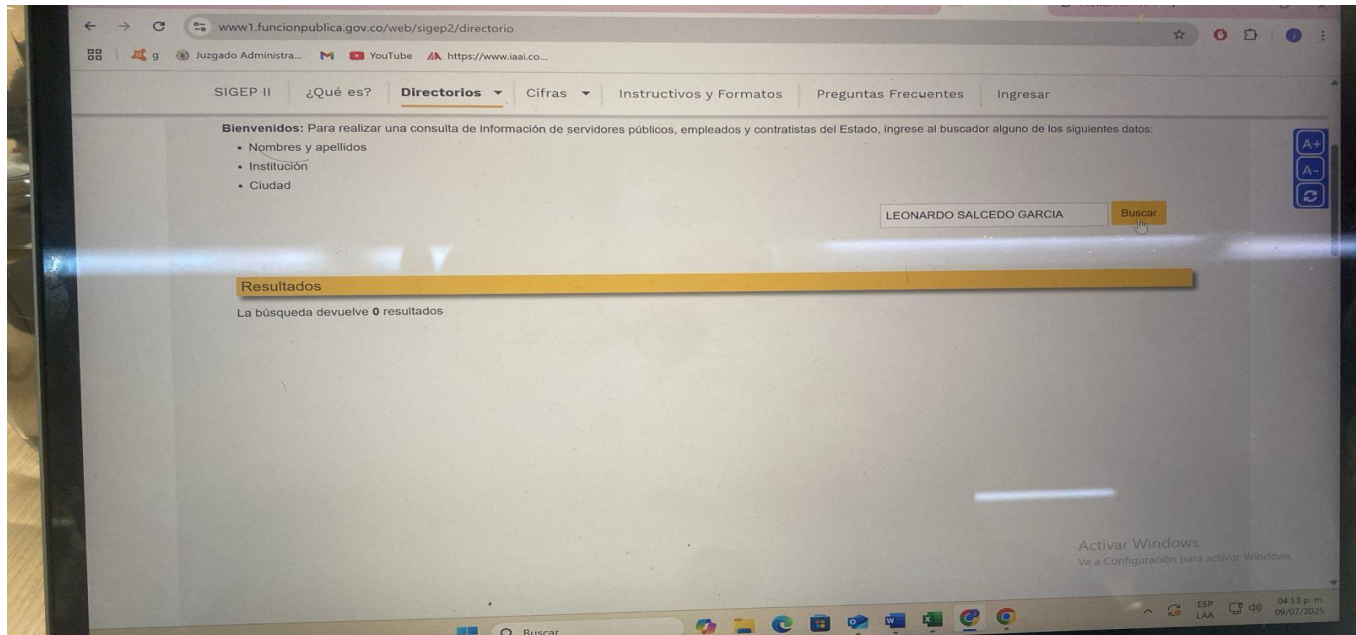 www1.funcionpublica.gov.co/web/sigep2/directorio
g Juzgado Administra... YouTube https://www.iaai.co...
SIGEP II ¿Qué es? Directorios Cifras Instructivos y Formatos Preguntas Frecuentes Ingresar
Bienvenidos: Para realizar una consulta de información de servidores públicos, empleados y contratistas del Estado, ingrese al buscador alguno de los siguientes datos:
• Nombres y apellidos
• Institución
• Ciudad
A+
A-
LEONARDO SALCEDO GARCIA Buscar
Resultados
La búsqueda devuelve 0 resultados
Activar Windows
Ve a Configuración para activar Windows.
Buscar
ESP
LAA
04:13 p. m.
09/07/2025